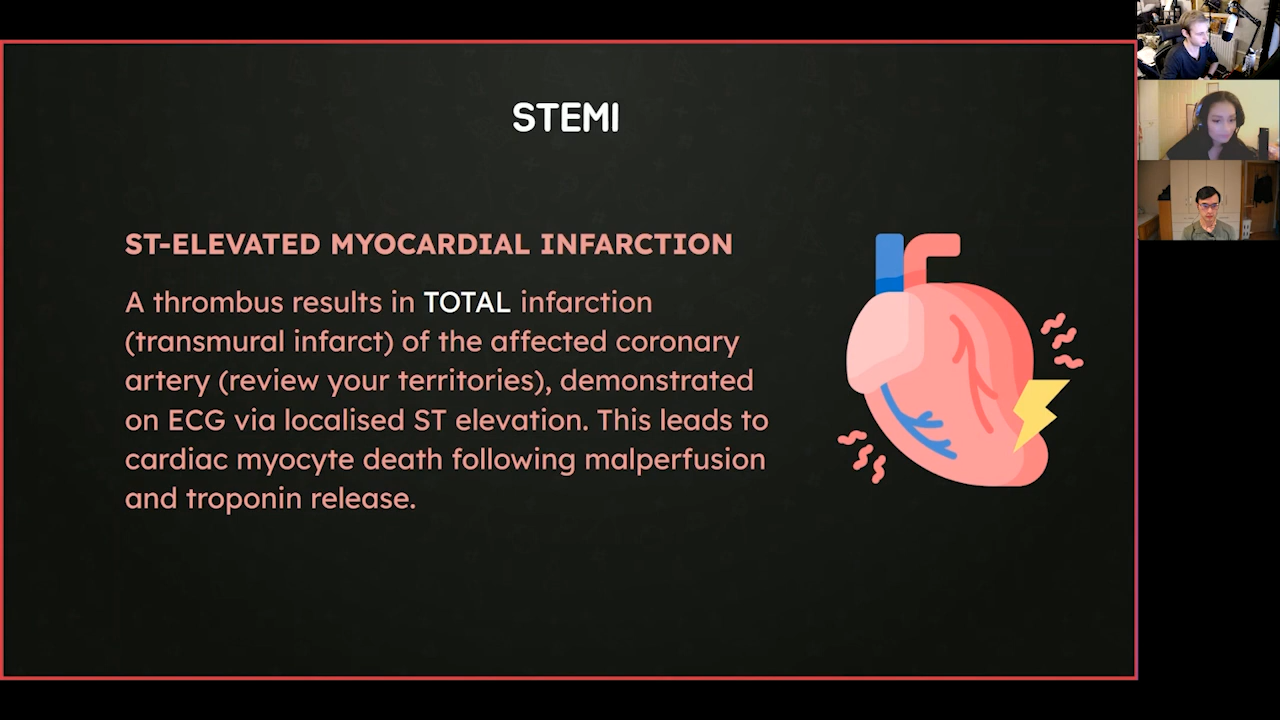 STEMI
ST-ELEVATED MYOCARDIAL INFARCTION
A thrombus results in TOTAL infarction
(transmural infarct) of the affected coronary
artery (review your territories), demonstrated
on ECG via localised ST elevation. This leads to
cardiac myocyte death following malperfusion
and troponin release.